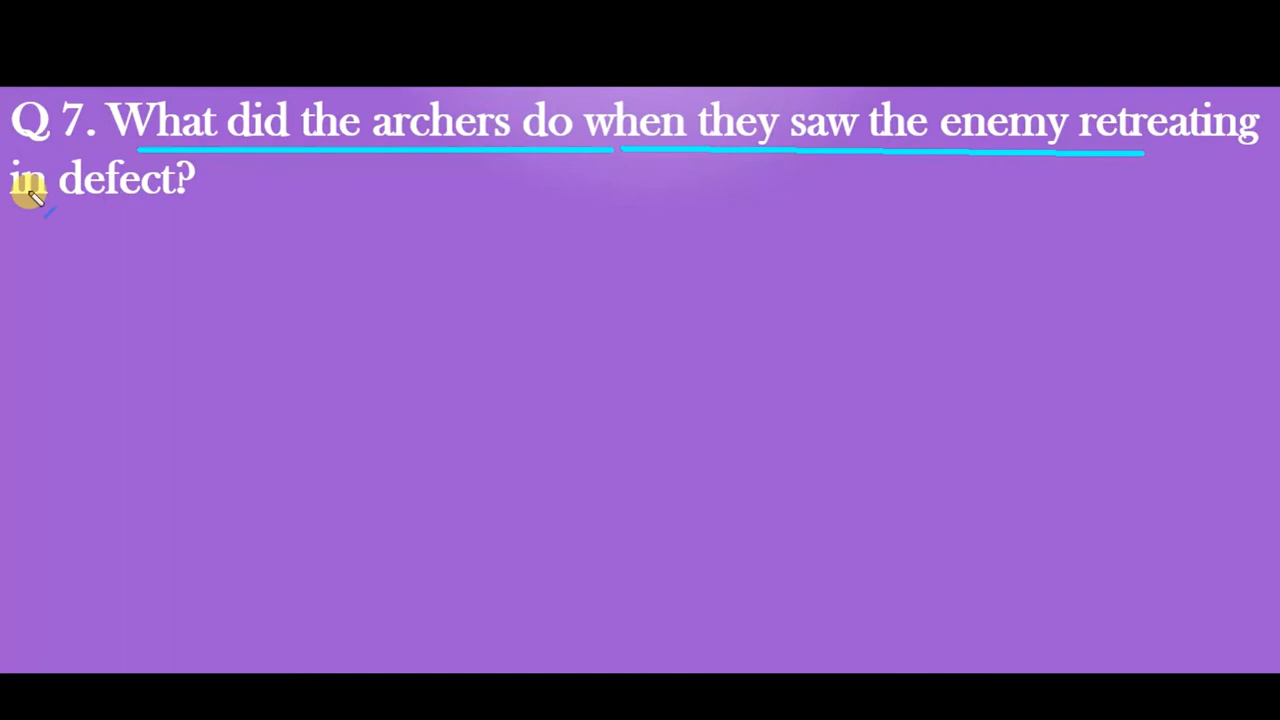 Q 7. What did the archers do when they saw the enemy retreating
in defect?